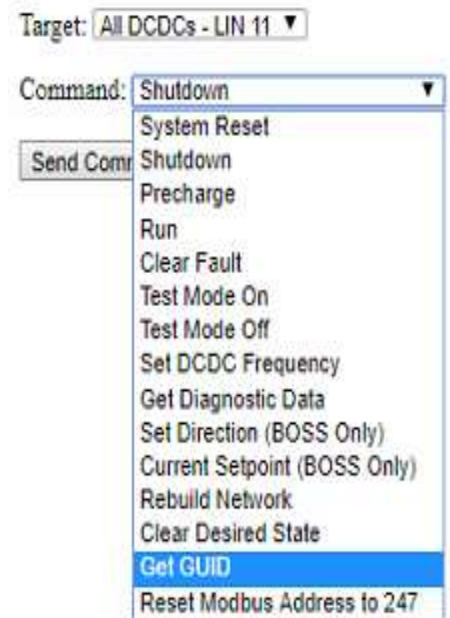 Target: All DCDCs - LIN 11
Command: Shutdown
System Reset
Send Comm Shutdown
Precharge
Run
Clear Fault
Test Mode On
Test Mode Off
Set DCDC Frequency
Get Diagnostic Data
Set Direction (BOSS Only)
Current Setpoint (BOSS Only)
Rebuild Network
Clear Desired State
Get GUID
Reset Modbus Address to 247